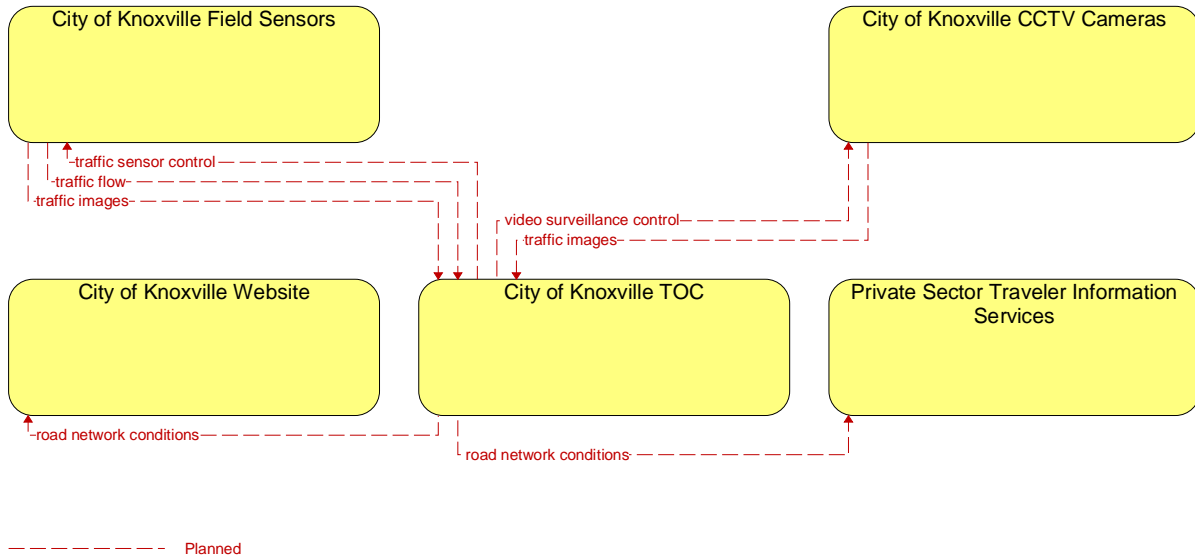 City of Knoxville Field Sensors
City of Knoxville CCTV Cameras
traffic sensor control
traffic flow
traffic images
video surveillance control
traffic images
City of Knoxville Website
City of Knoxville TOC
Private Sector Traveler Information
Services
road network conditions
road network conditions
Planned